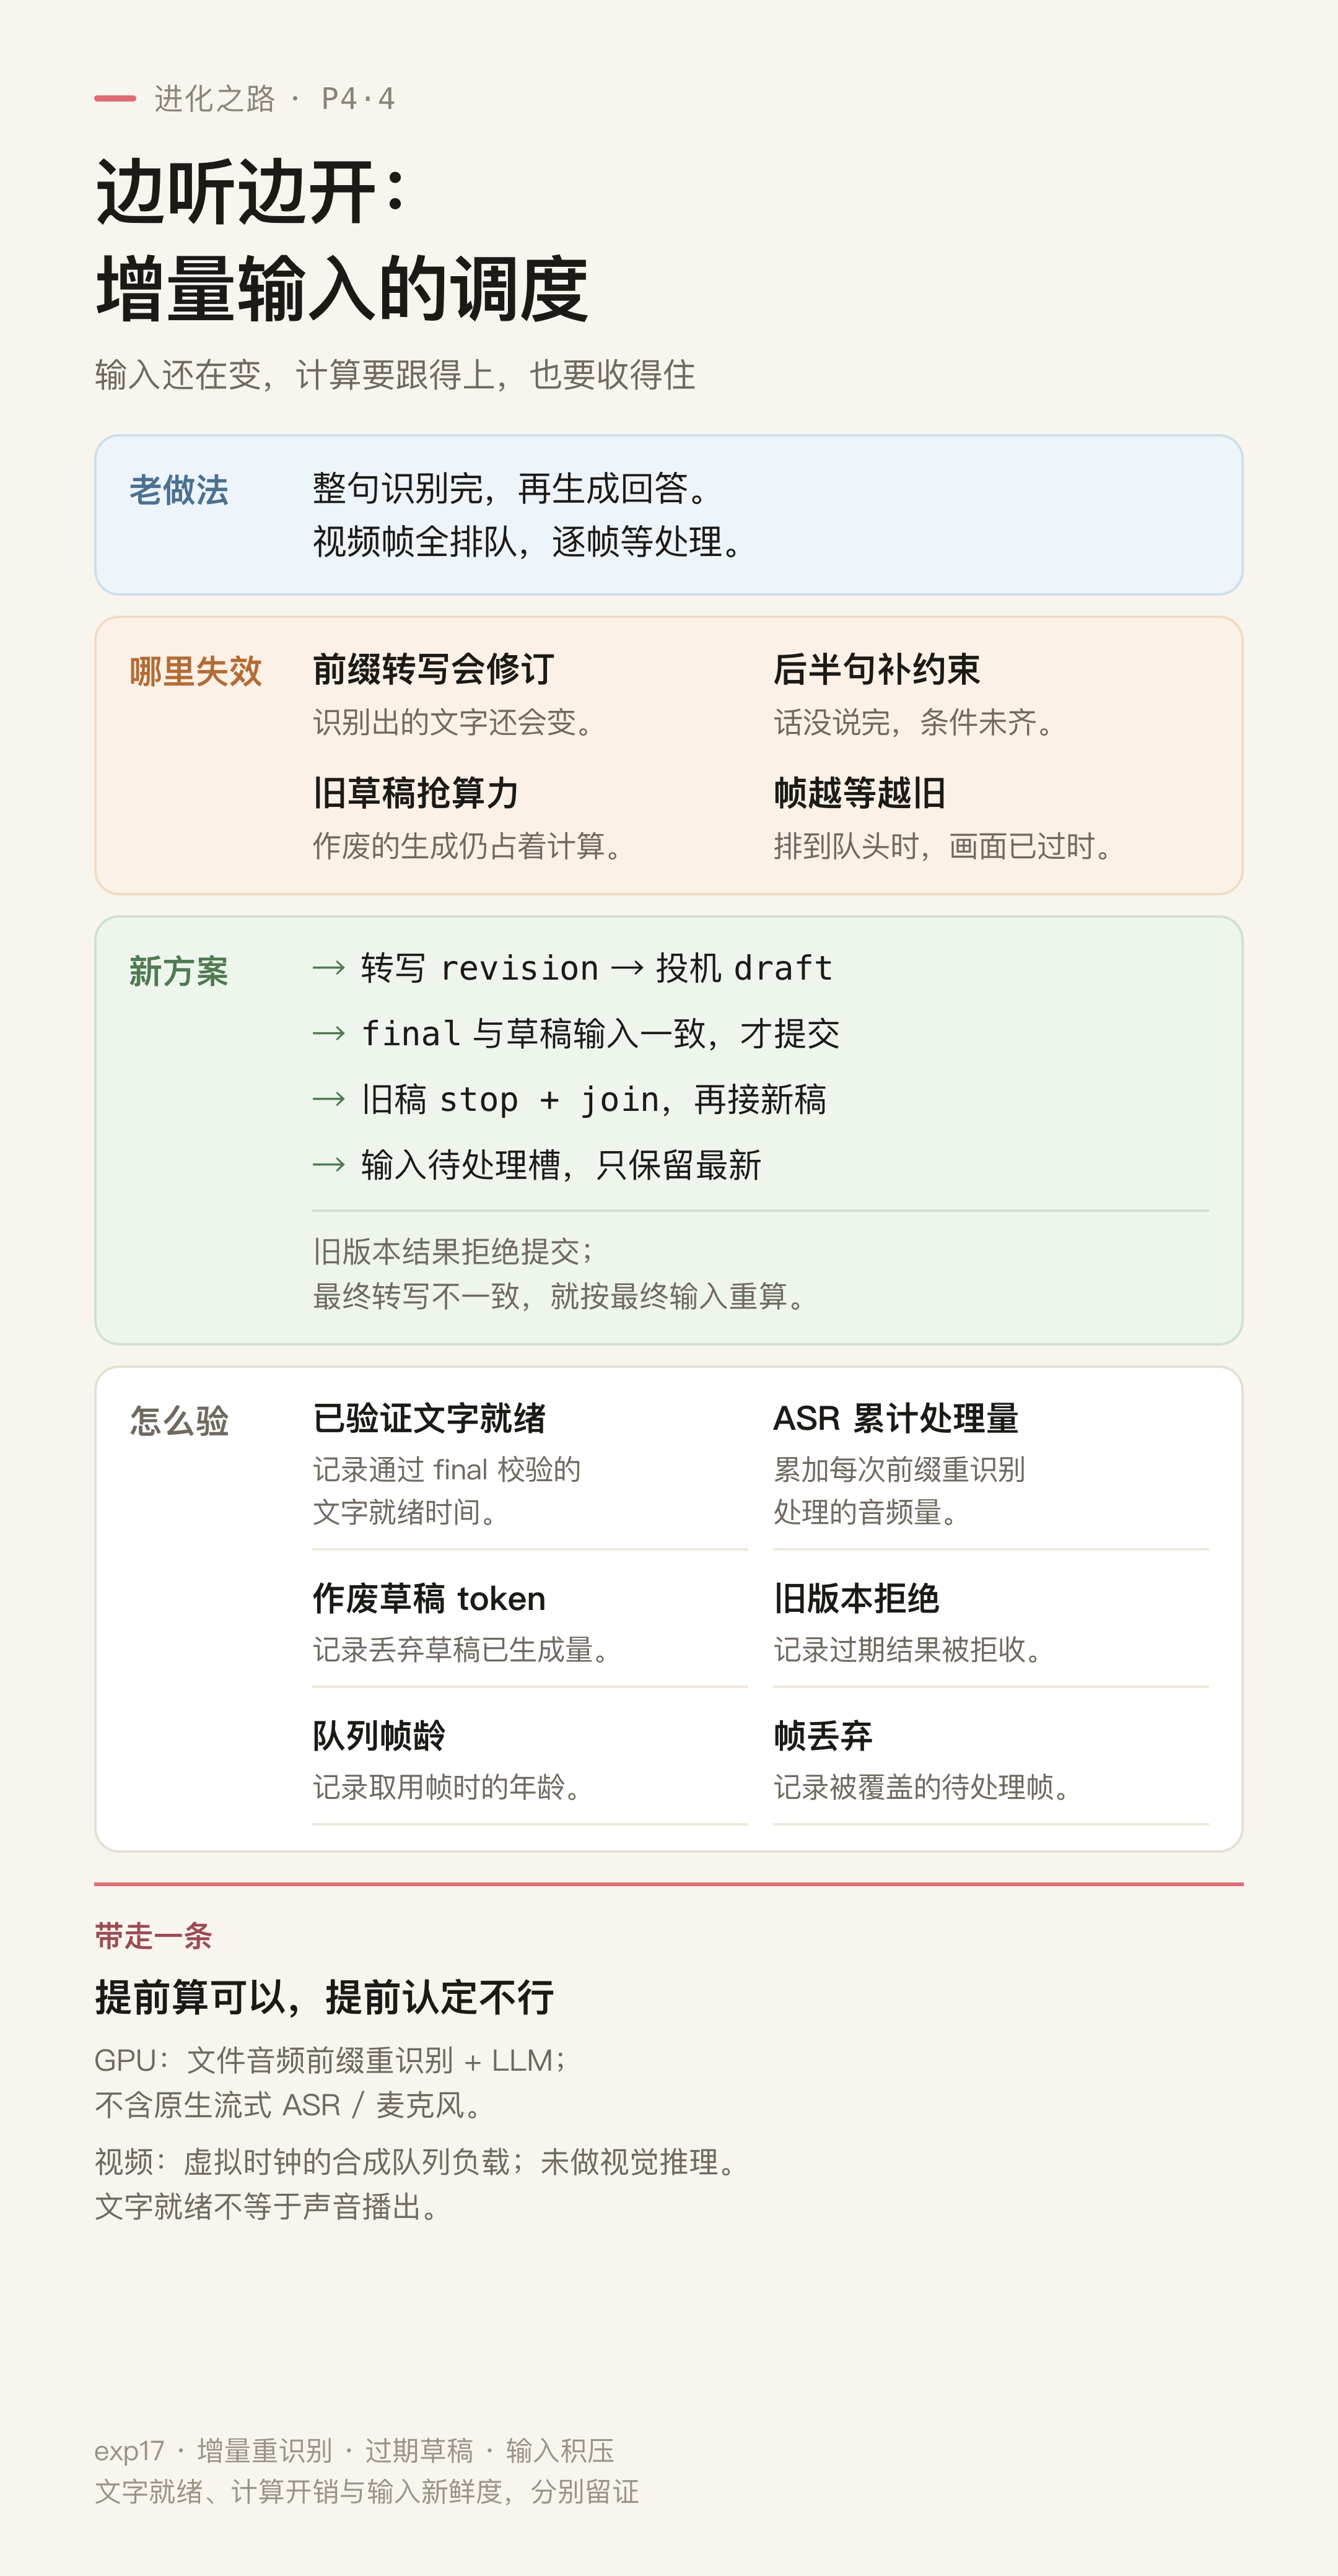 进化之路 · P4·4
边听边开：
增量输入的调度
输入还在变，计算要跟得上，也要收得住
老做法
整句识别完，再生成回答。
视频帧全排队，逐帧等处理。
哪里失效
前缀转写会修订
识别出的文字还会变。
后半句补约束
话没说完，条件未齐。
旧草稿抢算力
作废的生成仍占着计算。
帧越等越旧
排到队头时，画面已过时。
新方案
→ 转写 revision → 投机 draft
→ final 与草稿输入一致，才提交
→ 旧稿 stop + join，再接新稿
→ 输入待处理槽，只保留最新
旧版本结果拒绝提交；
最终转写不一致，就按最终输入重算。
怎么验
已验证文字就绪
记录通过 final 校验的
文字就绪时间。
ASR 累计处理量
累加每次前缀重识别
处理的音频量。
作废草稿 token
记录丢弃草稿已生成量。
旧版本拒绝
记录过期结果被拒收。
队列帧龄
记录取用帧时的年龄。
帧丢弃
记录被覆盖的待处理帧。
带走一条
提前算可以，提前认定不行
GPU：文件音频前缀重识别 + LLM；
不含原生流式 ASR / 麦克风。
视频：虚拟时钟的合成队列负载；未做视觉推理。
文字就绪不等于声音播出。
exp17 · 增量重识别 · 过期草稿 · 输入积压
文字就绪、计算开销与输入新鲜度，分别留证